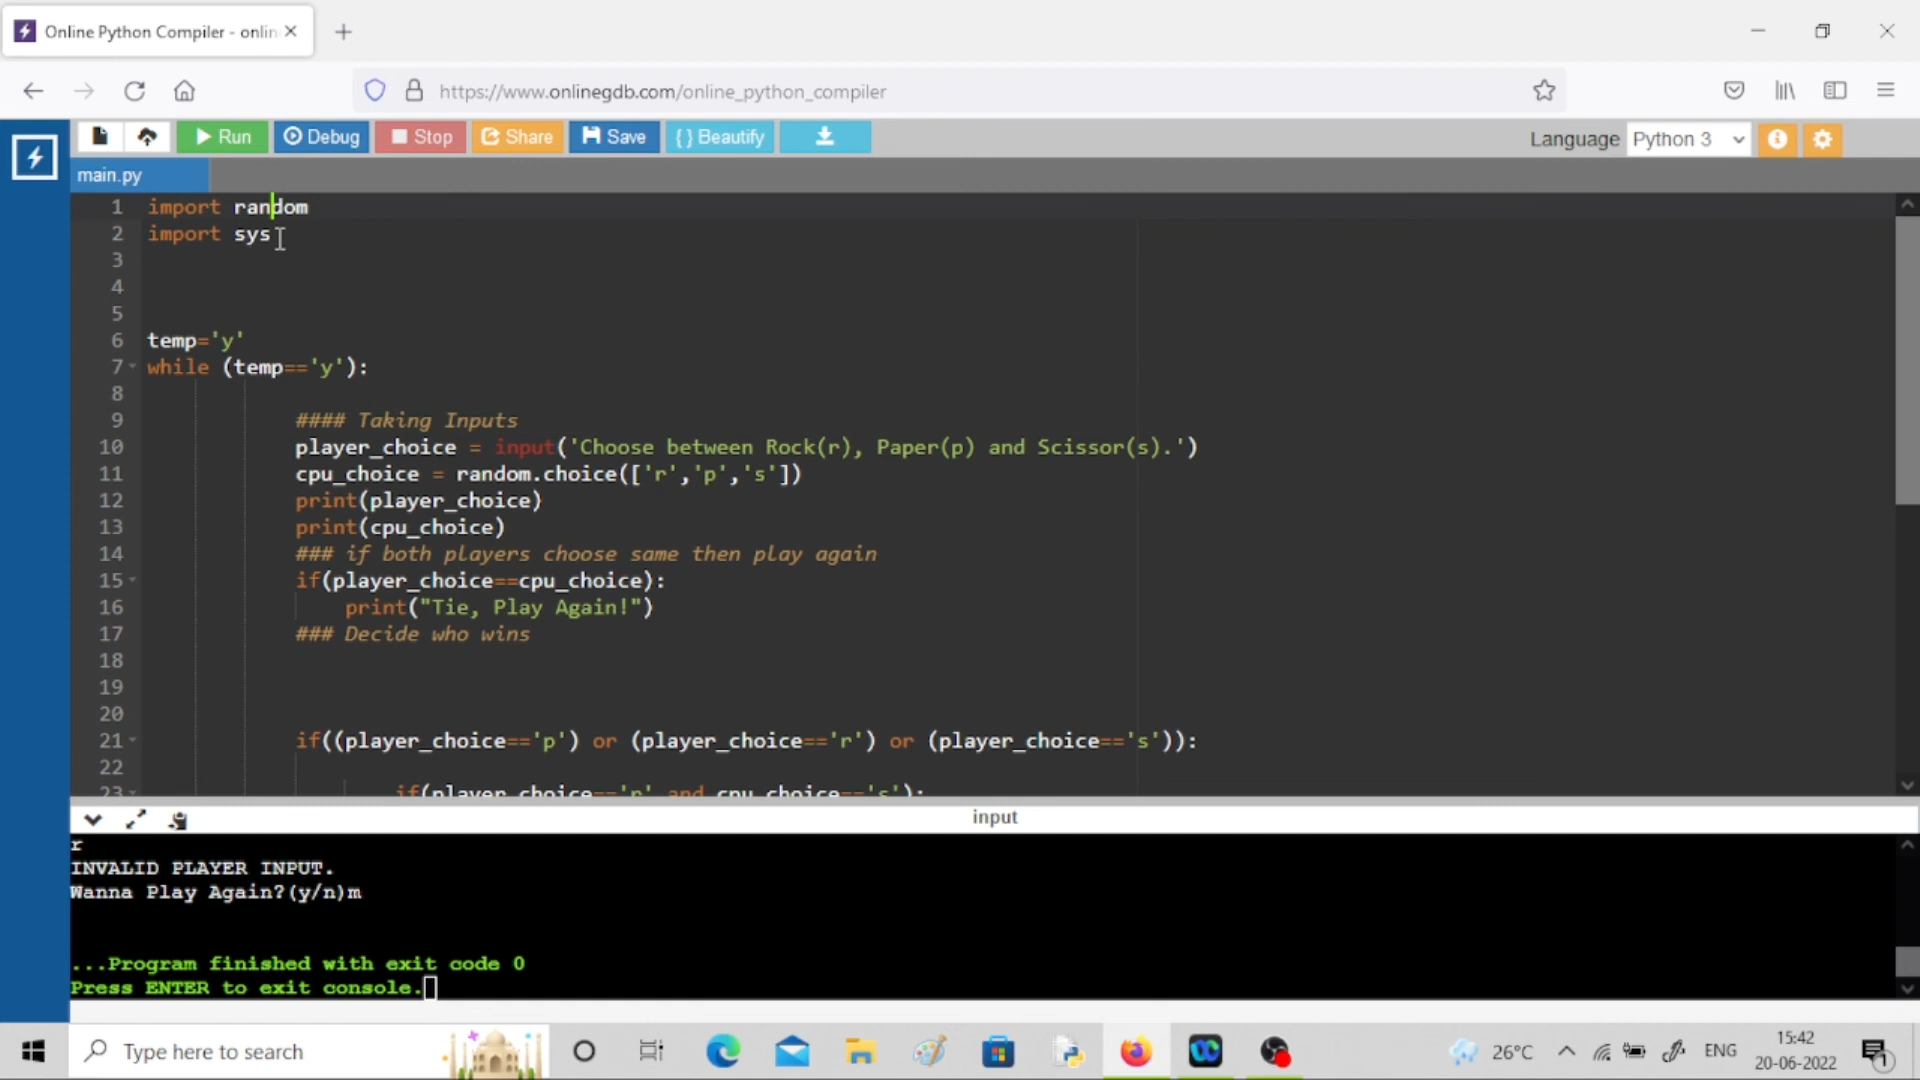 Online Python Compiler - onlin
https://www.onlinegdb.com/online_python_compiler
Run Debug Stop Share Save {} Beautify Language Python 3
main.py
1 import random
2 import sys
3
4
5
6 temp='y'
7 while (temp=='y'):
8
9 #### Taking Inputs
10 player_choice = input('Choose between Rock(r), Paper(p) and Scissor(s).')
11 cpu_choice = random.choice(['r','p','s'])
12 print(player_choice)
13 print(cpu_choice)
14 ### if both players choose same then play again
15 if(player_choice==cpu_choice):
16 print("Tie, Play Again!")
17 ### Decide who wins
18
19
20
21 if((player_choice=='p') or (player_choice=='r') or (player_choice=='s')):
22
23 and cpu_choice=='s'):
input
r
INVALID PLAYER INPUT.
Wanna Play Again?(y/n)m
...Program finished with exit code 0
Press ENTER to exit console.
Type here to search
26°C ENG 15:42
20-06-2022
1